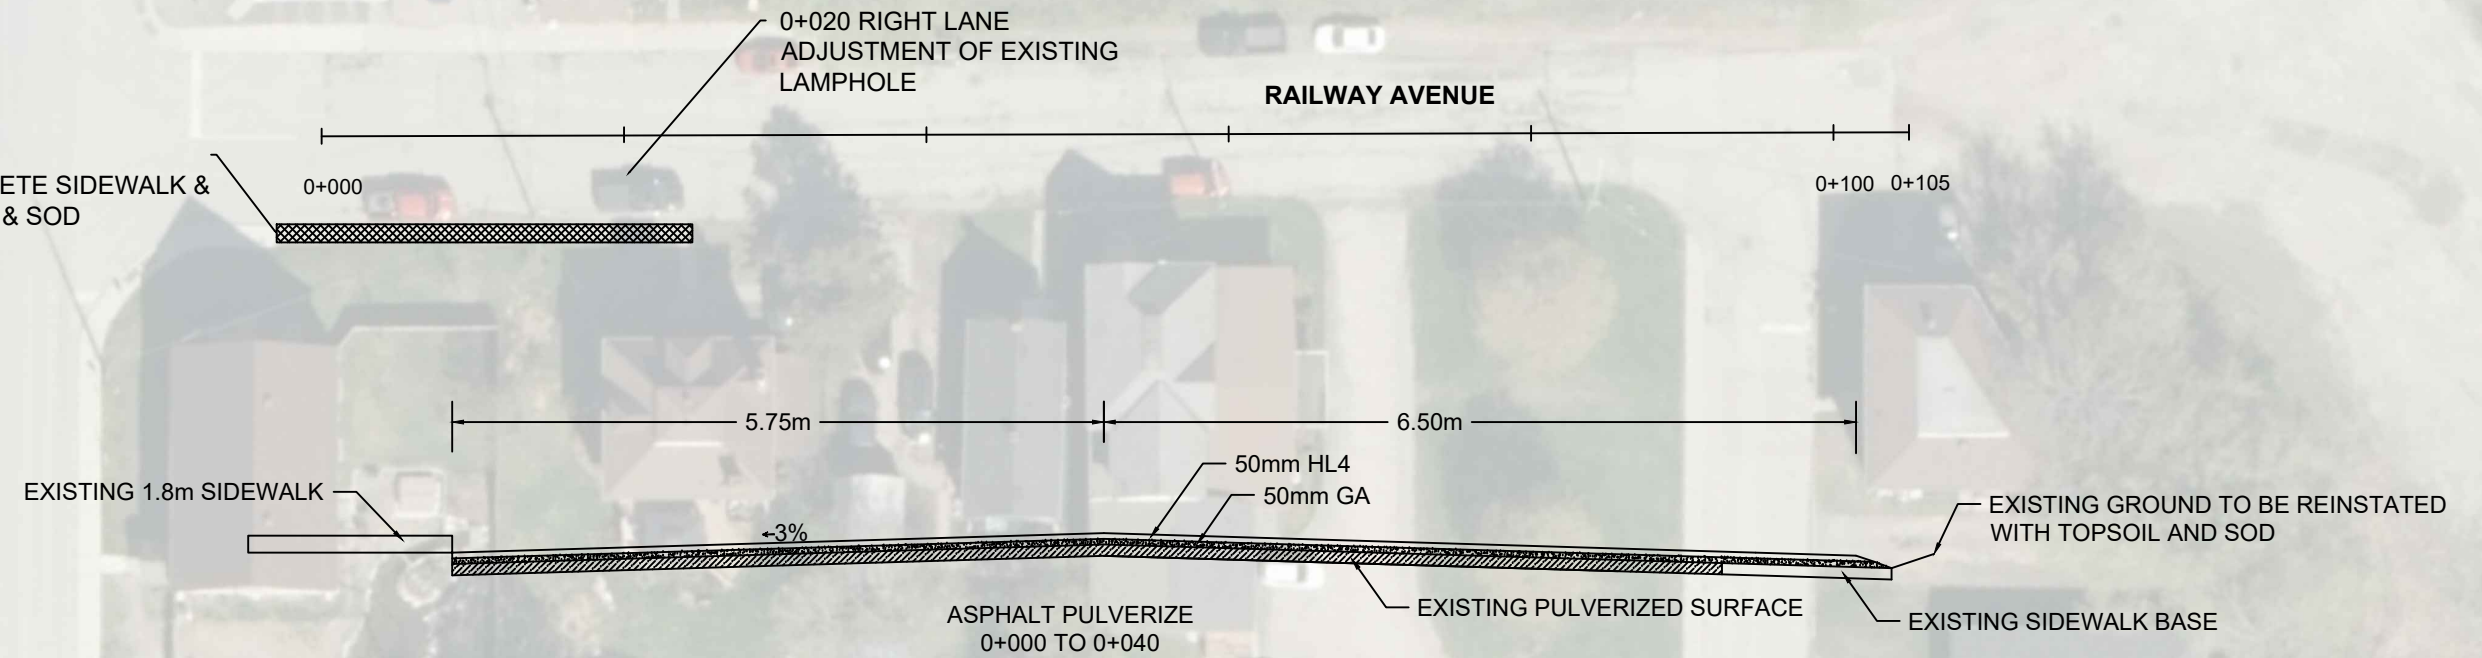 0+020 RIGHT LANE
ADJUSTMENT OF EXISTING
LAMPHOLE
RAILWAY AVENUE
ETE SIDEWALK &
& SOD
0+000
0+100
0+105
5.75m
6.50m
50mm HL4
50mm GA
EXISTING 1.8m SIDEWALK
3%
EXISTING GROUND TO BE REINSTATED
WITH TOPSOIL AND SOD
ASPHALT PULVERIZE
0+000 TO 0+040
EXISTING PULVERIZED SURFACE
EXISTING SIDEWALK BASE